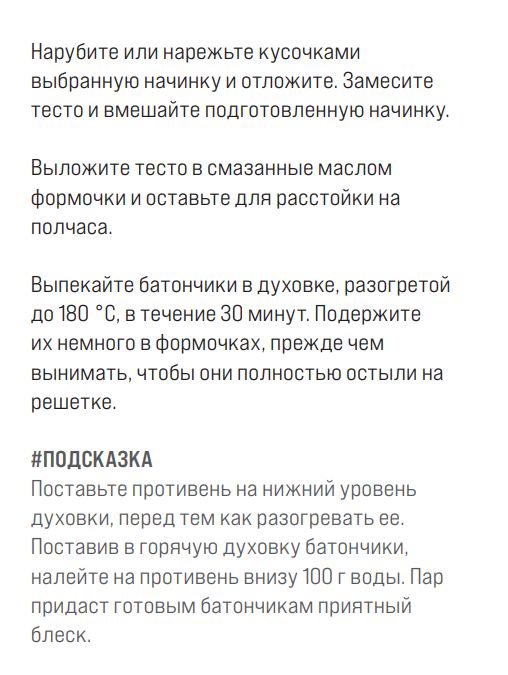 Нарубите или нарежьте кусочками
выбранную начинку и отложите. Замесите
тесто и вмешайте подготовленную начинку.
Выложите тесто в смазанные маслом
формочки и оставьте для расстойки на
полчаса.
Выпекайте батончики в духовке, разогретой
до 180 °C, в течение 30 минут. Подержите
их немного в формочках, прежде чем
вынимать, чтобы они полностью остыли на
решетке.
#ПОДСКАЗКА
Поставьте противень на нижний уровень
духовки, перед тем как разогревать ее.
Поставив в горячую духовку батончики,
налейте на противень внизу 100 г воды. Пар
придаст готовым батончикам приятный
блеск.